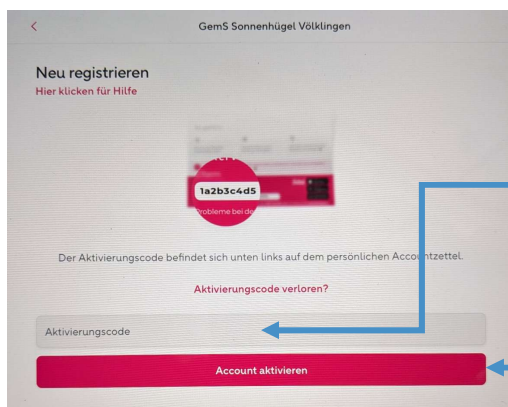 GemS Sonnenhügel Völklingen
Neu registrieren
Hier klicken für Hilfe
1a2b3c4d5
Probleme bei de
Der Aktivierungscode befindet sich unten links auf dem persönlichen Accountzettel.
Aktivierungscode verloren?
Aktivierungscode
Account aktivieren